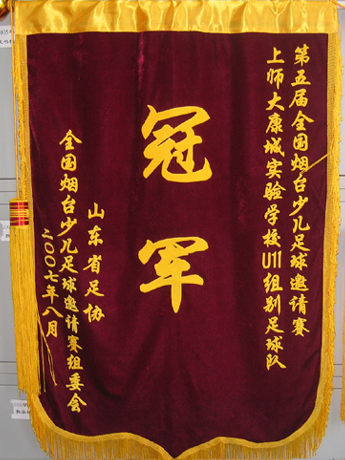 第五届全国烟台少儿足球邀请赛
上师大康城实验学校U11组别足球队
冠军
山东省足协
全国烟台少儿足球邀请赛组委会
二〇〇七年八月